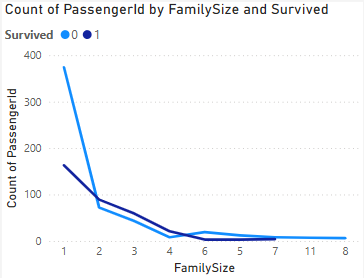 Count of PassengerId by FamilySize and Survived
Survived 0 1
400
300
200
100
0
Count of PassengerId
1 2 3 4 6 5 7 11 8
FamilySize